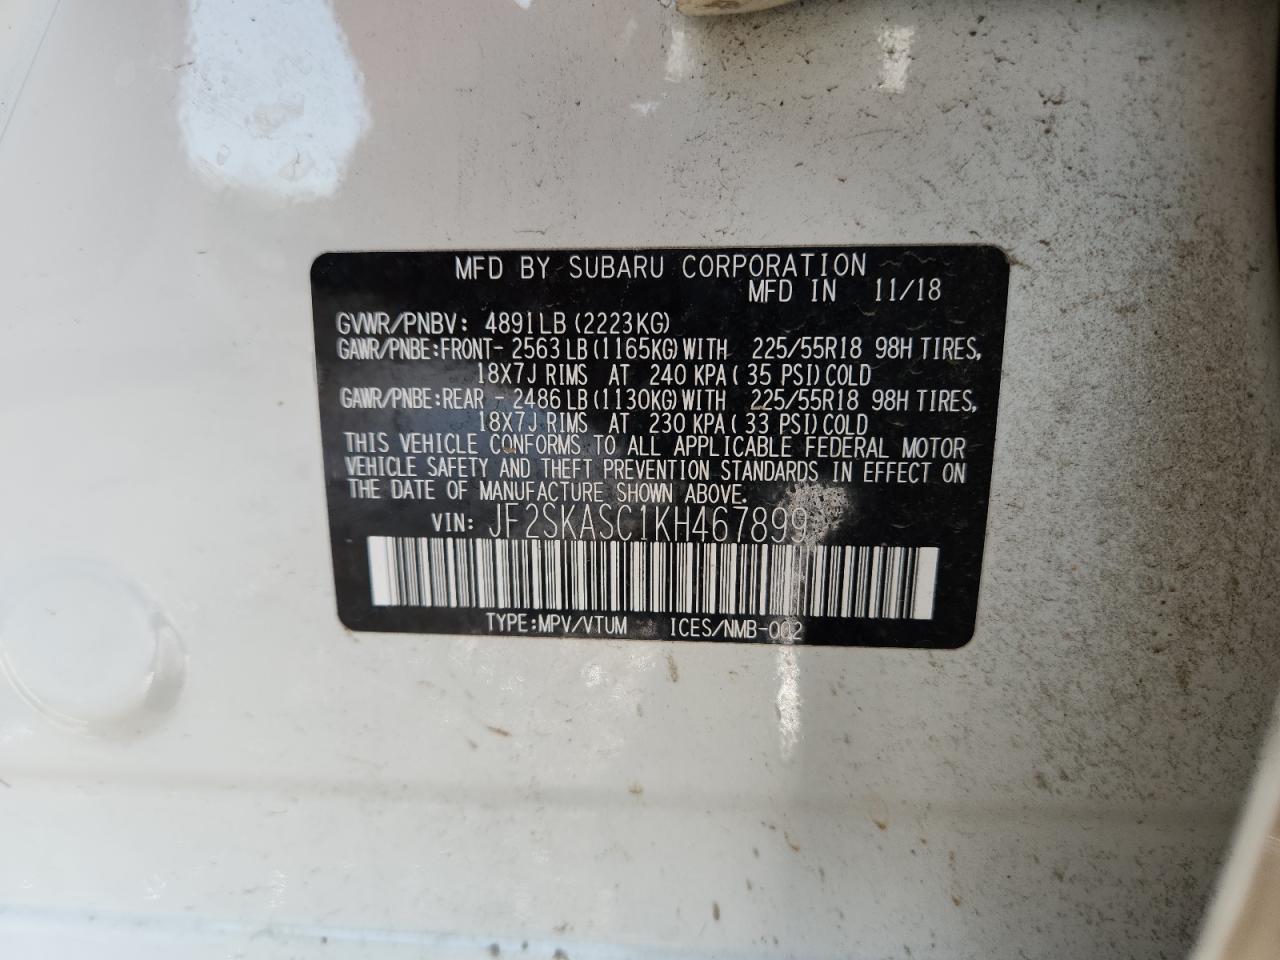 MFD BY SUBARU CORPORATION
MFD IN 11/18
GVWR/PNBV: 4891LB (2223KG)
GAWR/PNBE:FRONT- 2563 LB (1165KG) WITH 225/55R18 98H TIRES,
18X7J RIMS AT 240 KPA ( 35 PSI) COLD
GAWR/PNBE:REAR - 2486 LB (1130KG) WITH 225/55R18 98H TIRES,
18X7J RIMS AT 230 KPA ( 33 PSI) COLD
THIS VEHICLE CONFORMS TO ALL APPLICABLE FEDERAL MOTOR
VEHICLE SAFETY AND THEFT PREVENTION STANDARDS IN EFFECT ON
THE DATE OF MANUFACTURE SHOWN ABOVE.
VIN: JF2SKASC1KH467899
TYPE:MPV/VTUM ICES/NMB-002